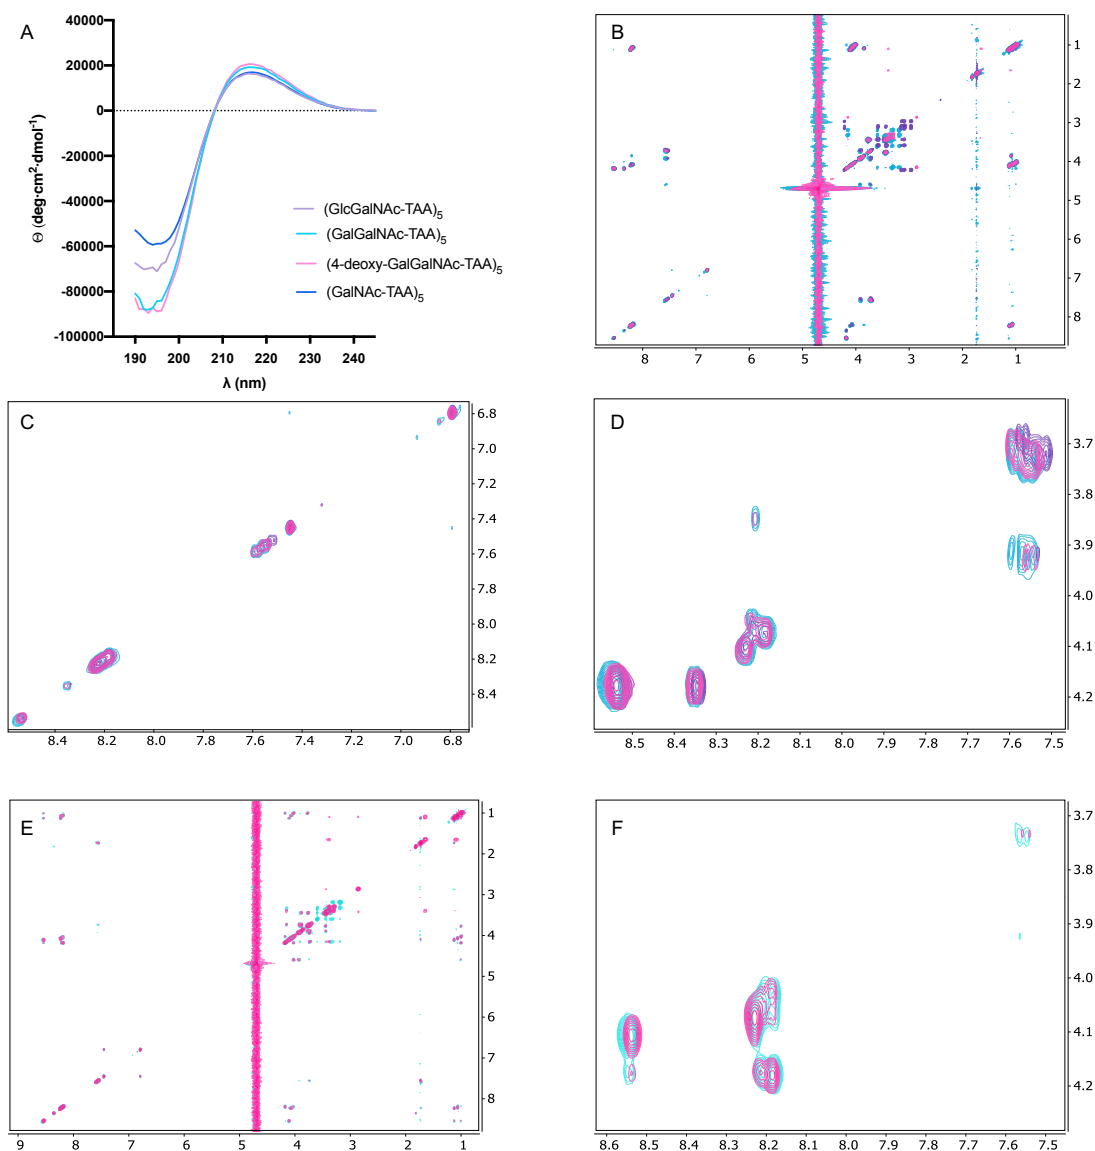 A
40000
20000
0
-20000
-40000
-60000
-80000
-100000
Θ (deg·cm²·dmol⁻¹)
190 200 210 220 230 240
λ (nm)
(GlcGalNAc-TAA)₅
(GalGalNAc-TAA)₅
(4-deoxy-GalGalNAc-TAA)₅
(GalNAc-TAA)₅
B
1
2
3
4
5
6
7
8
8 7 6 5 4 3 2 1
C
6.8
7.0
7.2
7.4
7.6
7.8
8.0
8.2
8.4
8.4 8.2 8.0 7.8 7.6 7.4 7.2 7.0 6.8
D
3.7
3.8
3.9
4.0
4.1
4.2
8.5 8.4 8.3 8.2 8.1 8.0 7.9 7.8 7.7 7.6 7.5
E
1
2
3
4
5
6
7
8
9 8 7 6 5 4 3 2 1
F
3.7
3.8
3.9
4.0
4.1
4.2
8.6 8.5 8.4 8.3 8.2 8.1 8.0 7.9 7.8 7.7 7.6 7.5